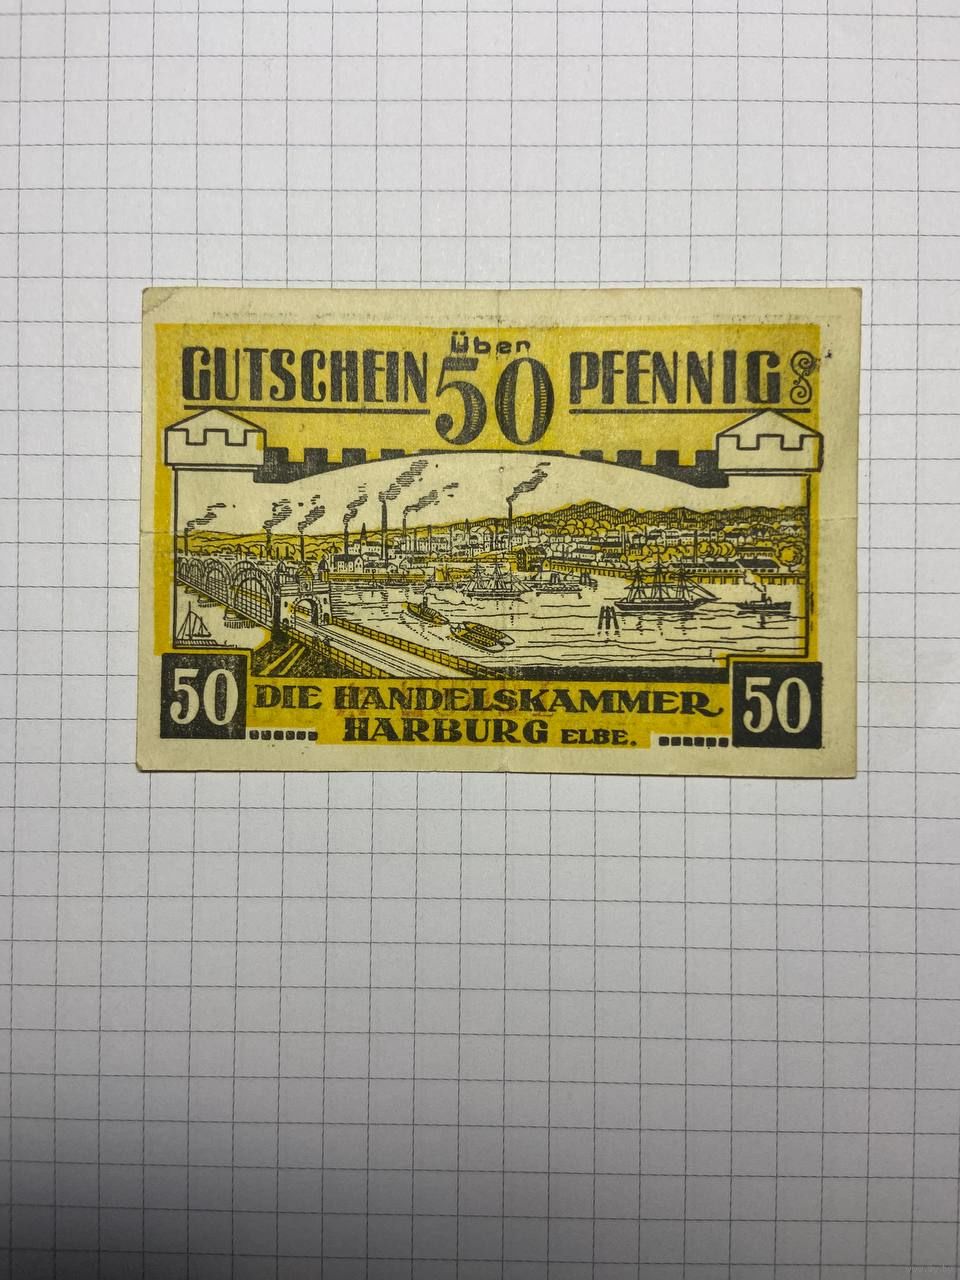 Über
GUTSCHEIN 50 PFENNIG
50 DIE HANDELSKAMMER 50
HARBURG ELBE.